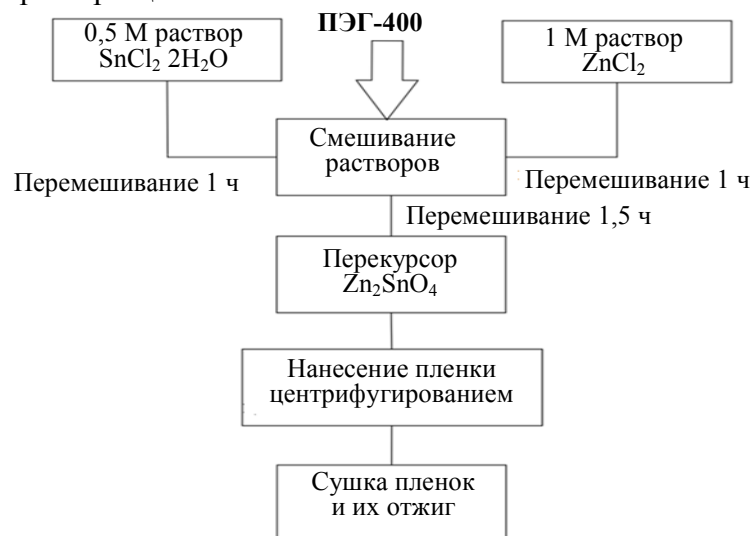 ПЭГ-400
0,5 М раствор
SnCl₂ 2H₂O
1 М раствор
ZnCl₂
Смешивание
растворов
Перемешивание 1 ч
Перемешивание 1 ч
Перемешивание 1,5 ч
Перекурсор
Zn₂SnO₄
Нанесение пленки
центрифугированием
Сушка пленок
и их отжиг